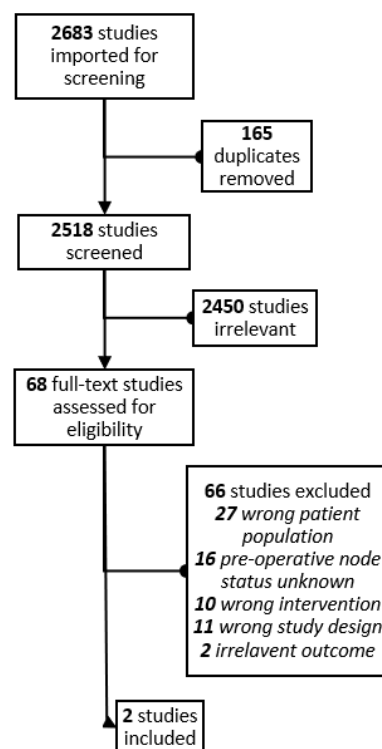 2683 studies
imported for
screening
165
duplicates
removed
2518 studies
screened
2450 studies
irrelevant
68 full-text studies
assessed for
eligibility
66 studies excluded
27 wrong patient
population
16 pre-operative node
status unknown
10 wrong intervention
11 wrong study design
2 irrelavent outcome
2 studies
included